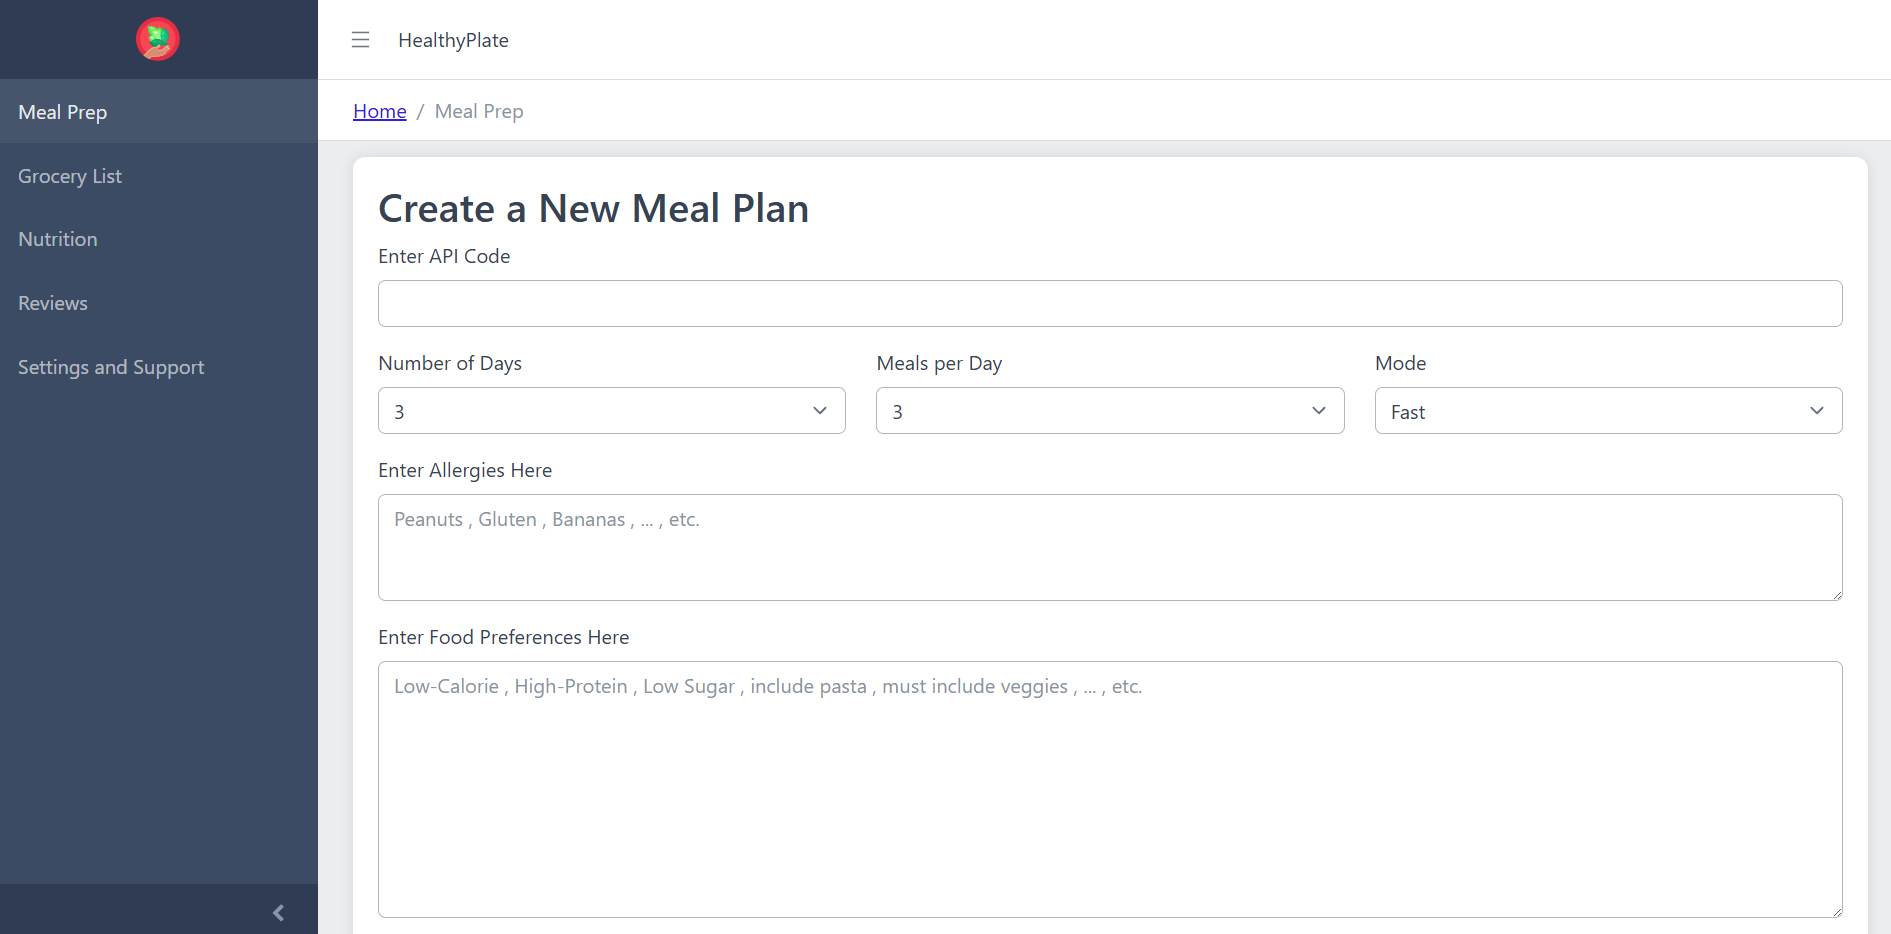 HealthyPlate
Home / Meal Prep
Meal Prep
Grocery List
Nutrition
Reviews
Settings and Support
Create a New Meal Plan
Enter API Code
Number of Days
Meals per Day
Mode
3
3
Fast
Enter Allergies Here
Peanuts , Gluten , Bananas , ... , etc.
Enter Food Preferences Here
Low-Calorie , High-Protein , Low Sugar , include pasta , must include veggies , ... , etc.